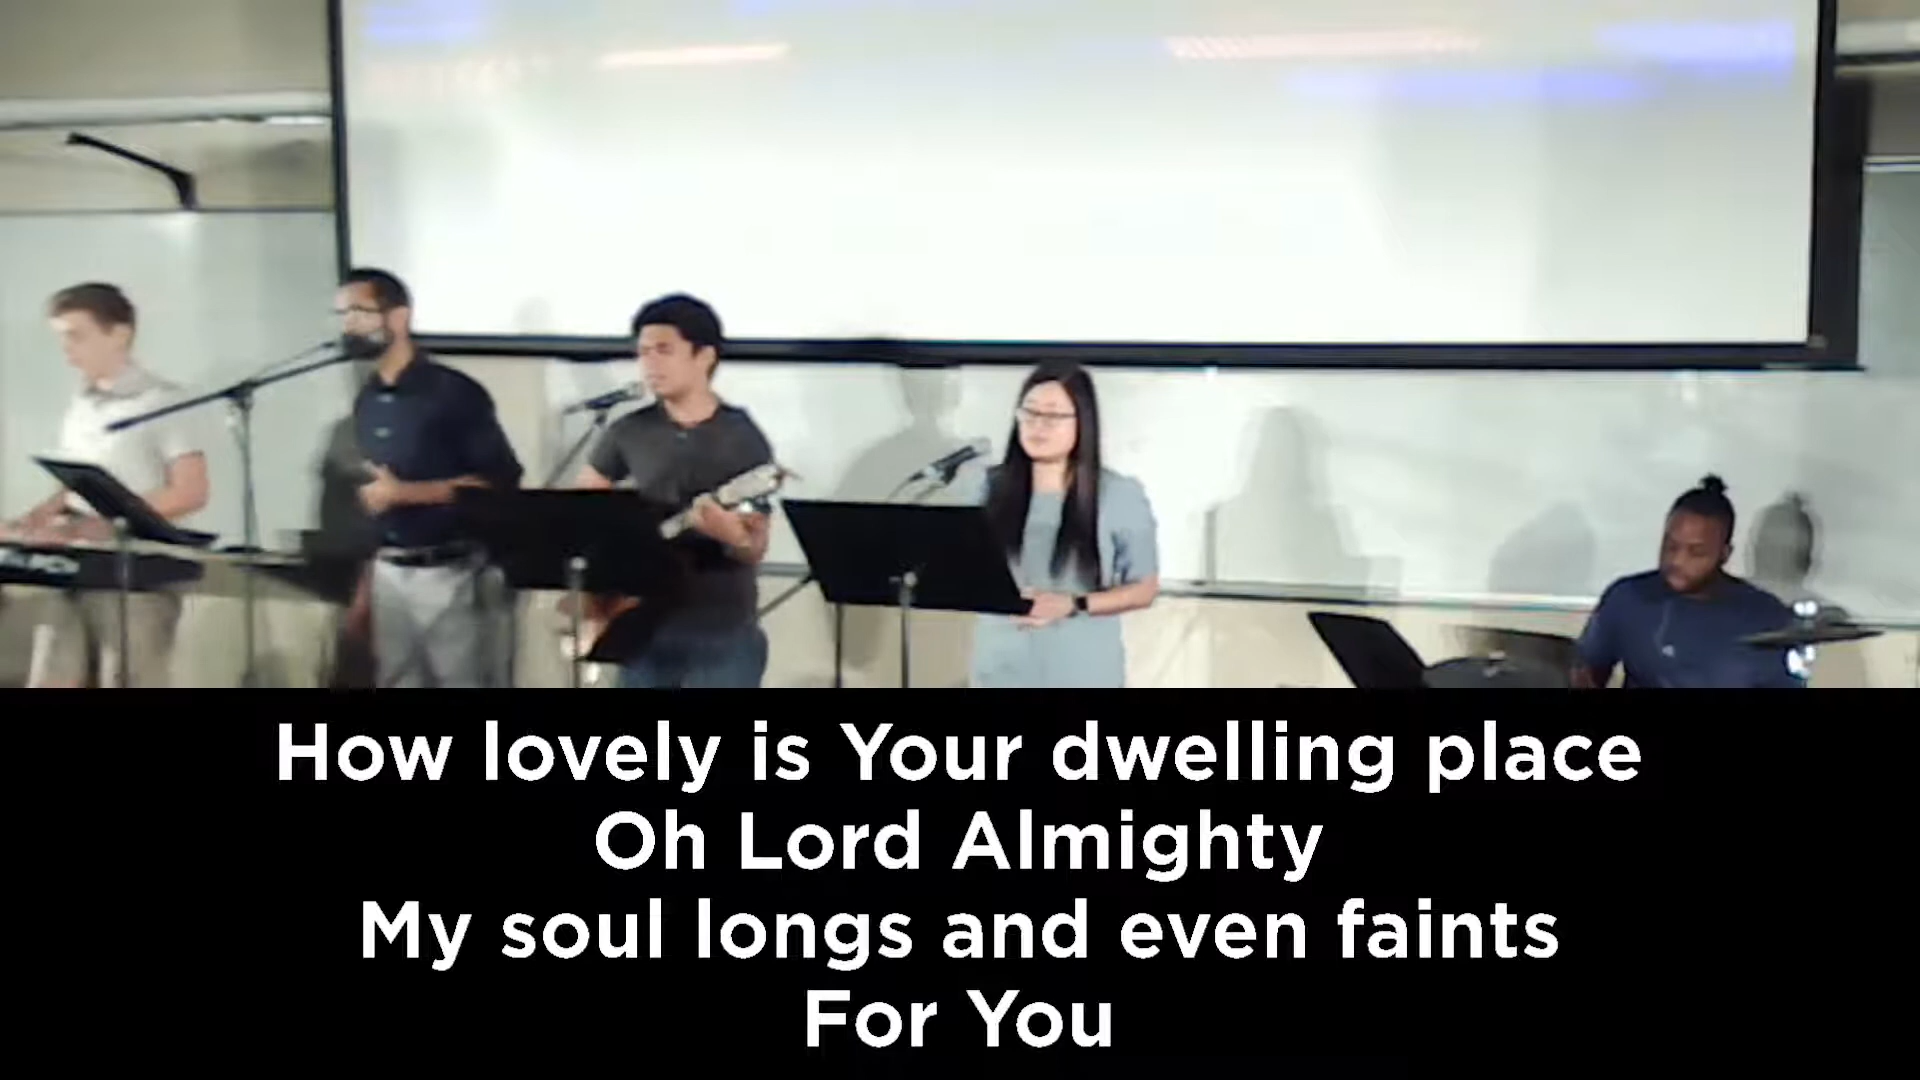 How lovely is Your dwelling place
Oh Lord Almighty
My soul longs and even faints
For You